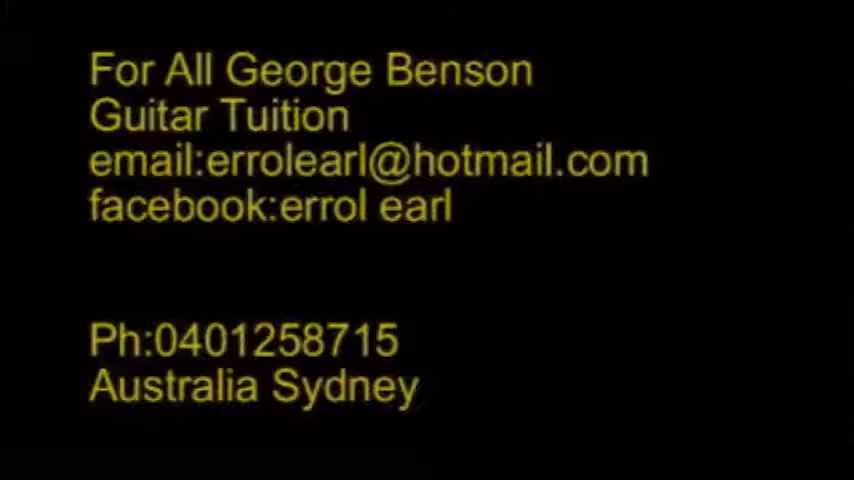 For All George Benson
Guitar Tuition
email:errolearl@hotmail.com
facebook:errol earl
Ph:0401258715
Australia Sydney